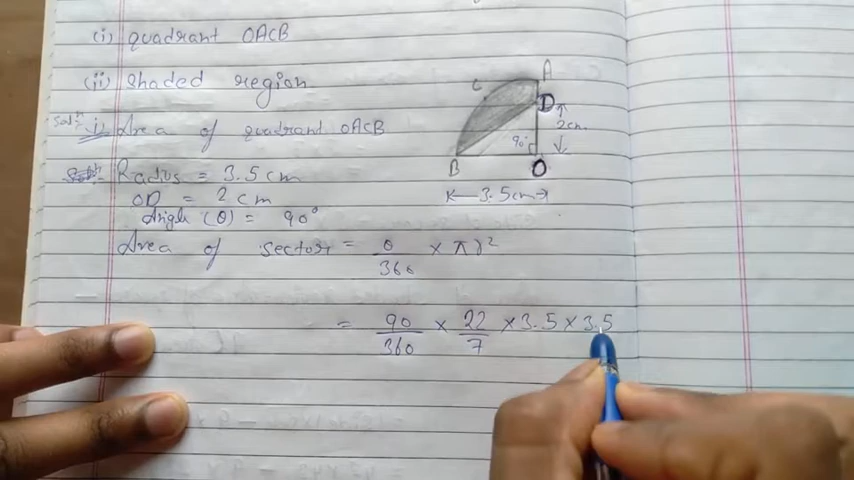 (i) quadrant OACB
(ii) shaded region
Solⁿ:- i) Area of quadrant OACB
Radius = 3.5 cm
OD = 2 cm
Angle (θ) = 90°
Area of sector = θ/360 × πr²
= 90/360 × 22/7 × 3.5 × 3.5
A
C
D
2cm.
90°
B
O
3.5cm